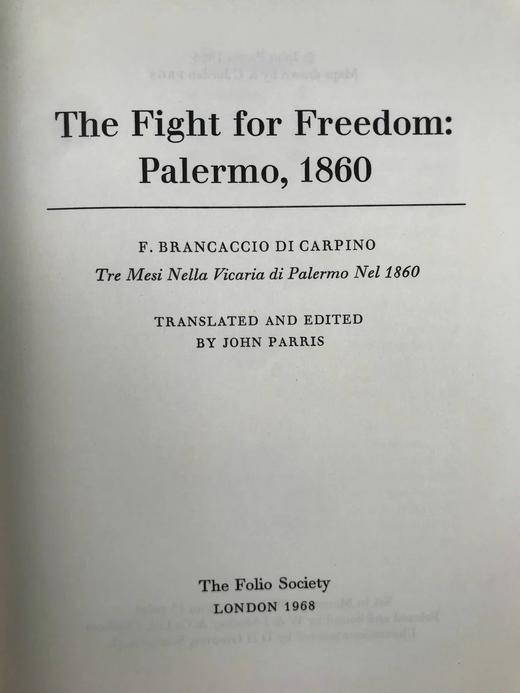 The Fight for Freedom:
Palermo, 1860
F. BRANCACCIO DI CARPINO
Tre Mesi Nella Vicaria di Palermo Nel 1860
TRANSLATED AND EDITED
BY JOHN PARRIS
The Folio Society
LONDON 1968